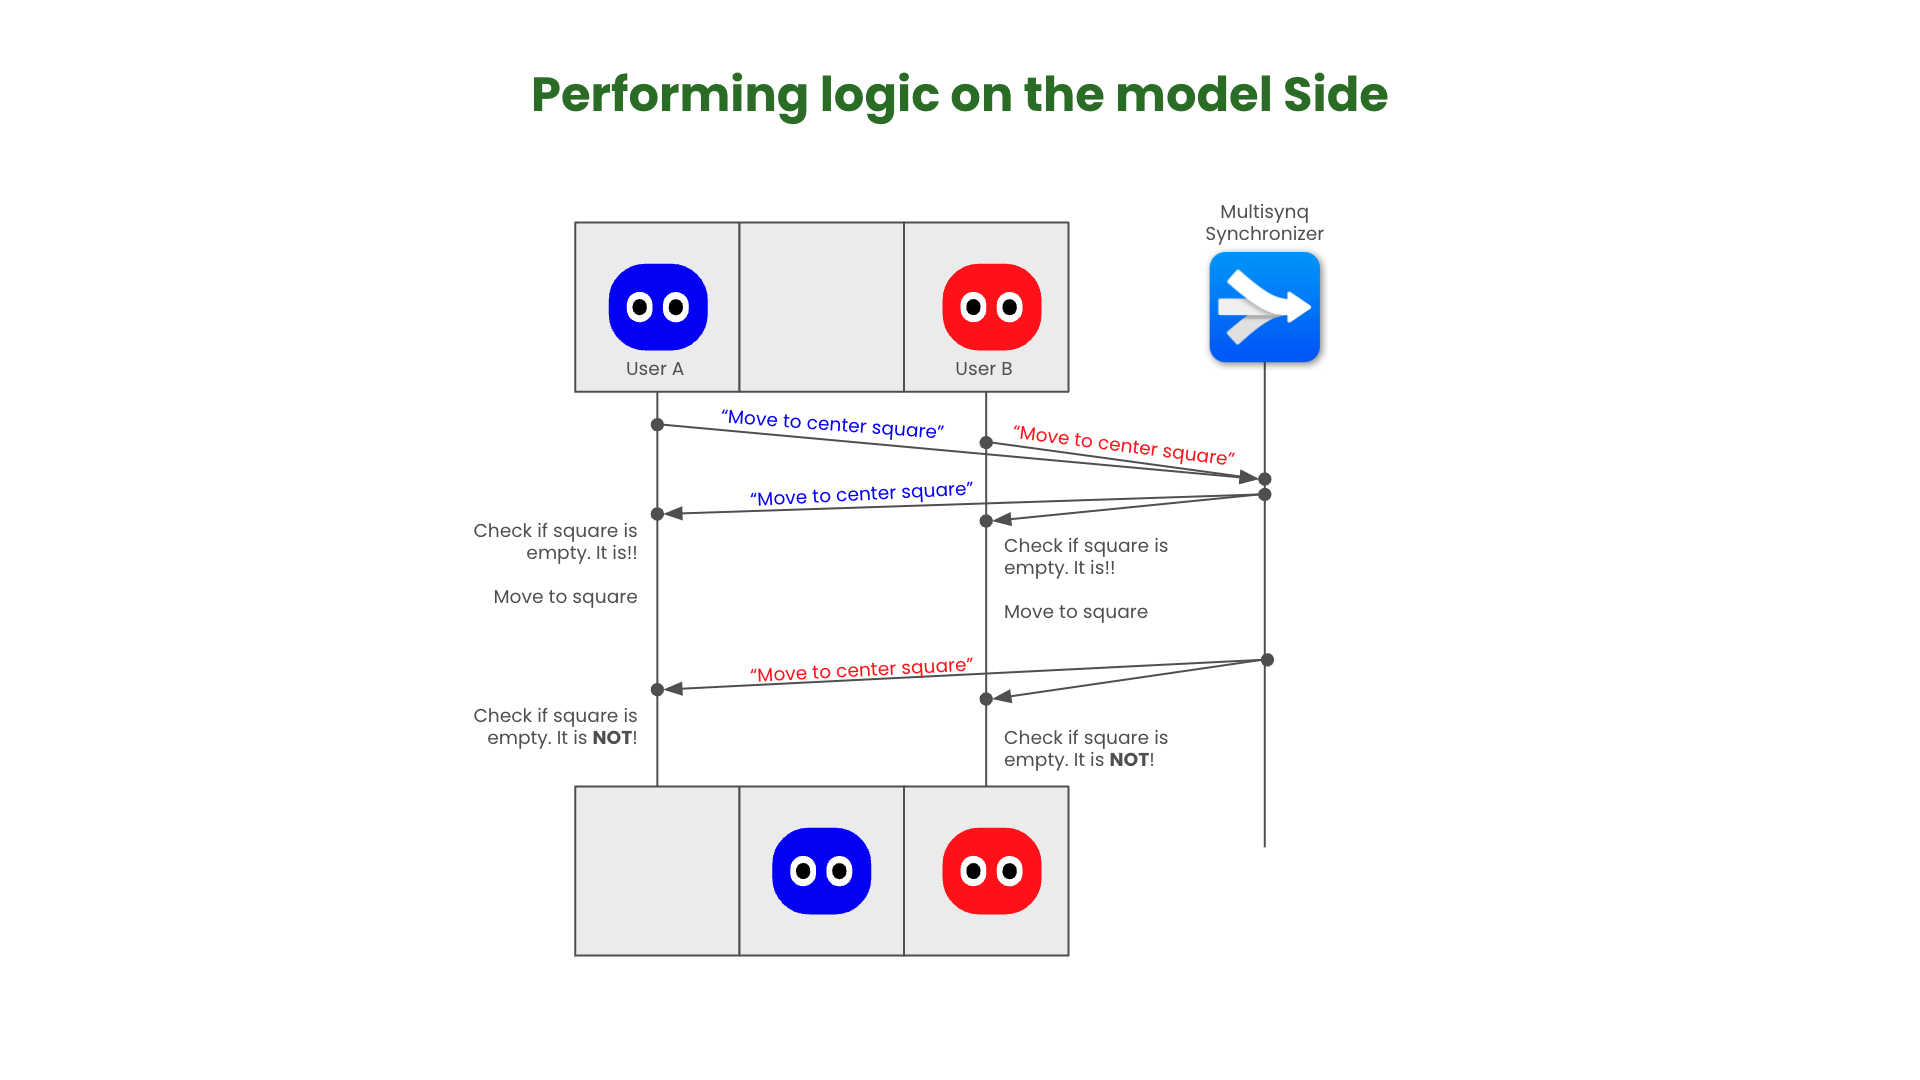 Performing logic on the model Side
Multisynq
Synchronizer
User A
User B
“Move to center square”
“Move to center square”
“Move to center square”
Check if square is
empty. It is!!
Move to square
Check if square is
empty. It is!!
Move to square
“Move to center square”
Check if square is
empty. It is NOT!
Check if square is
empty. It is NOT!